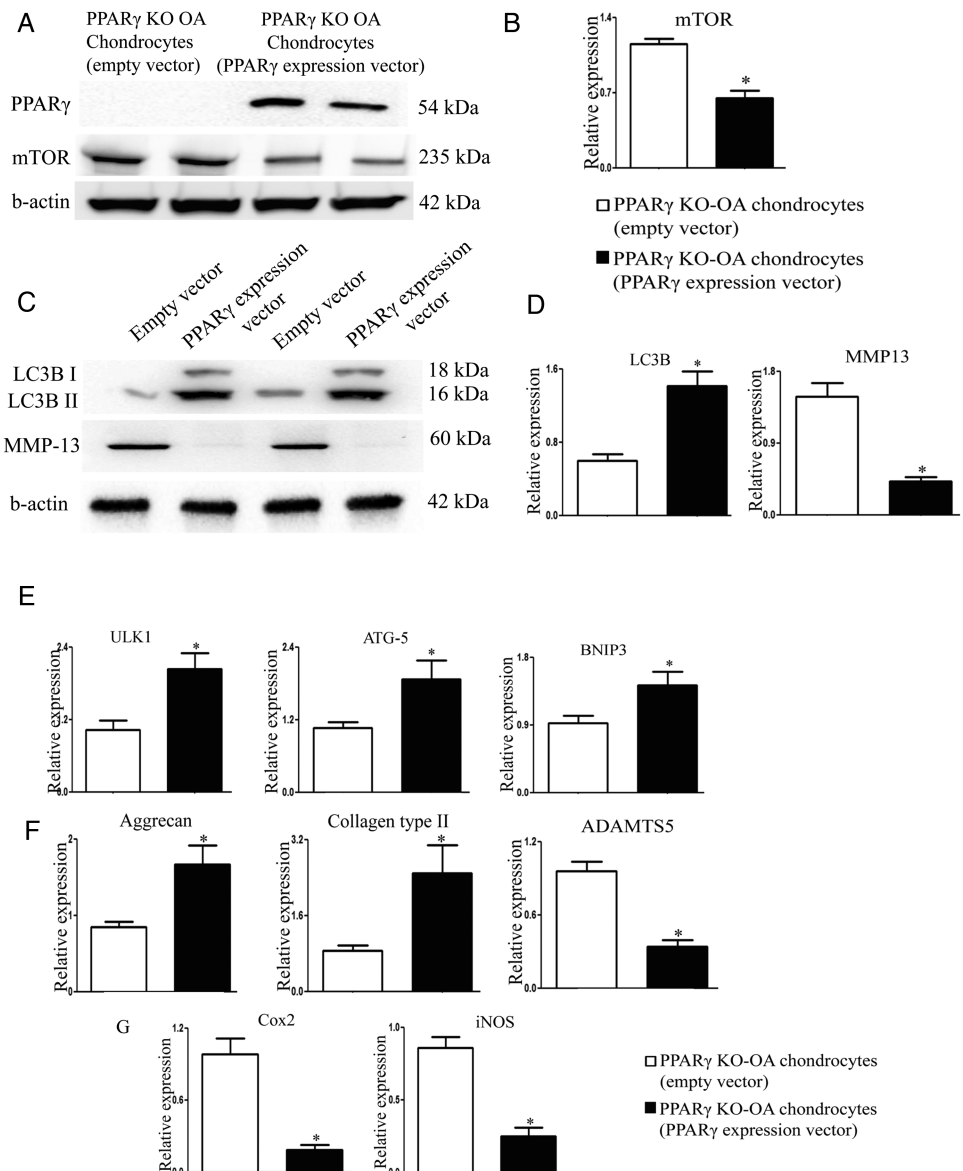 A
PPARγ KO OA
Chondrocytes
(empty vector)
PPARγ KO OA
Chondrocytes
(PPARγ expression vector)
PPARγ
54 kDa
mTOR
235 kDa
b-actin
42 kDa
B
mTOR
Relative expression
1.4
0.7
0.0
*
PPARγ KO-OA chondrocytes
(empty vector)
PPARγ KO-OA chondrocytes
(PPARγ expression vector)
C
Empty vector
PPARγ expression
vector
Empty vector
PPARγ expression
vector
LC3B I
18 kDa
LC3B II
16 kDa
MMP-13
60 kDa
b-actin
42 kDa
D
LC3B
Relative expression
1.6
0.8
0.0
*
MMP13
Relative expression
1.8
0.9
0.0
*
E
ULK1
Relative expression
2.4
1.2
0.0
*
ATG-5
Relative expression
2.4
1.2
0.0
*
BNIP3
Relative expression
1.8
0.9
0.0
*
F
Aggrecan
Relative expression
2
1
0
*
Collagen type II
Relative expression
3.2
1.6
0.0
*
ADAMTS5
Relative expression
1.2
0.6
0.0
*
G
Cox2
Relative expression
1.2
0.6
0.0
*
iNOS
Relative expression
1.0
0.5
0.0
*
PPARγ KO-OA chondrocytes
(empty vector)
PPARγ KO-OA chondrocytes
(PPARγ expression vector)